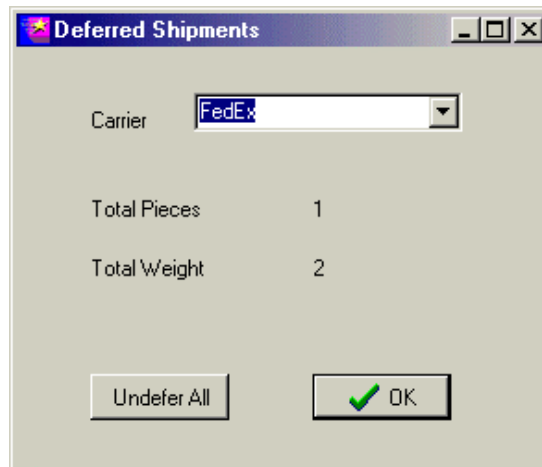 Deferred Shipments
Carrier FedEx
Total Pieces 1
Total Weight 2
Undefer All OK